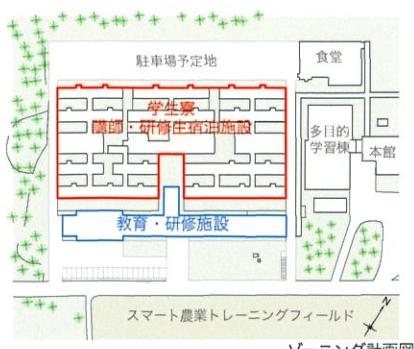 駐車場予定地
食堂
学生寮
講師・研修生宿泊施設
多目的
学習棟
本館
教育・研修施設
スマート農業トレーニングフィールド
N
ゾーニング計画図